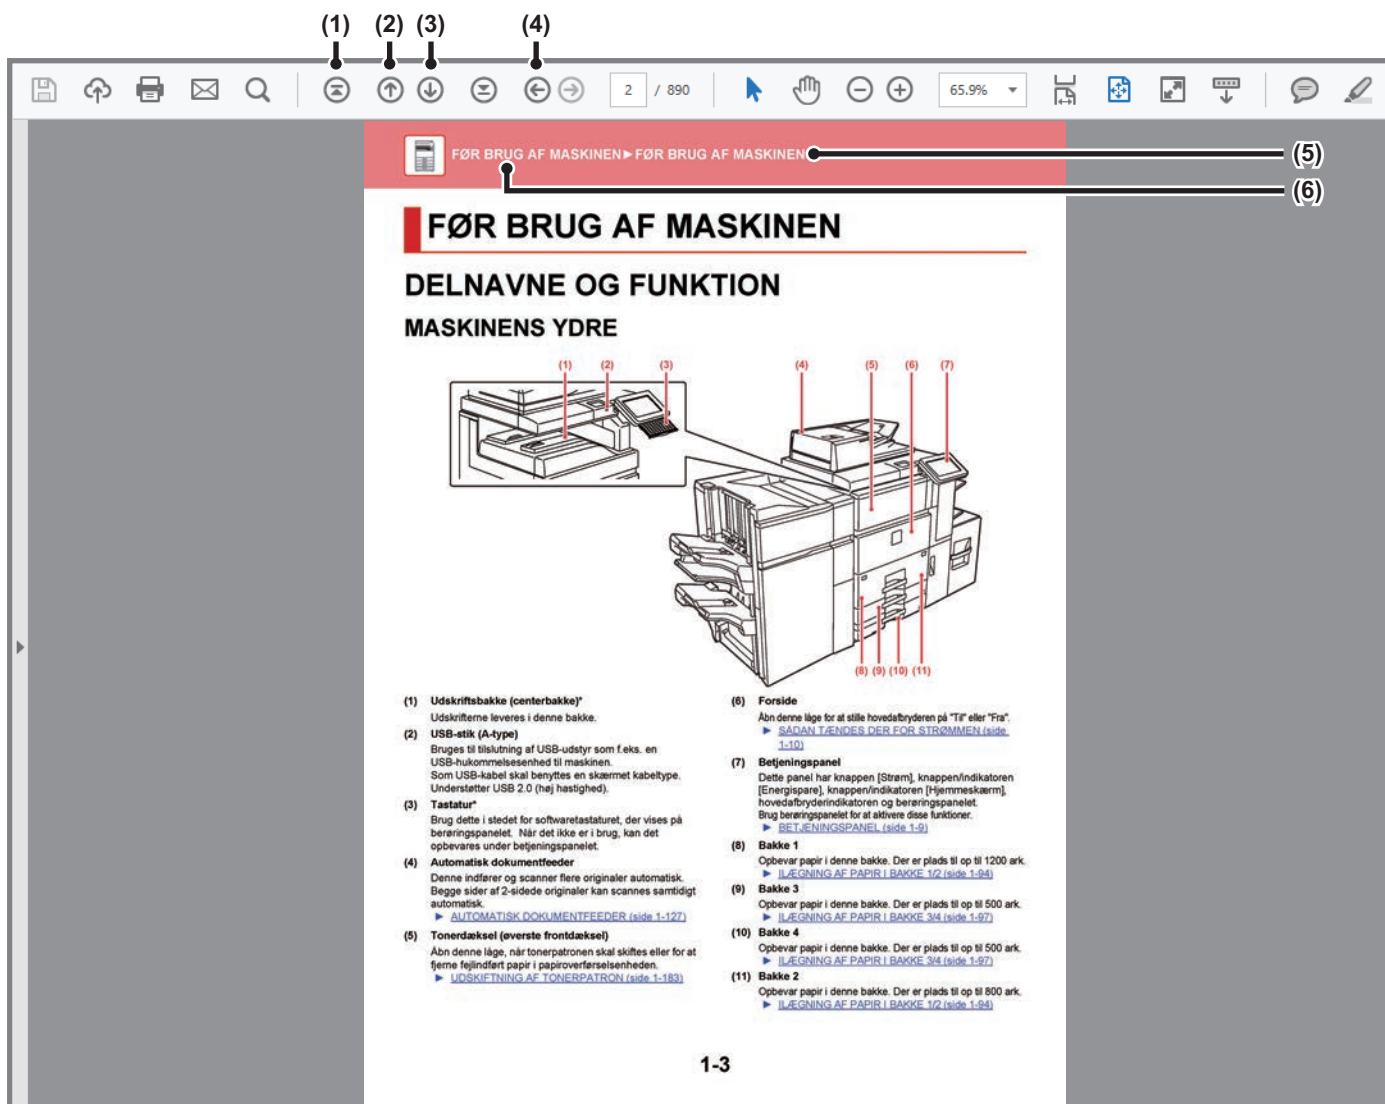 (1) (2) (3) (4)
2 / 890 65.9%
FØR BRUG AF MASKINEN►FØR BRUG AF MASKINEN
(5)
(6)
FØR BRUG AF MASKINEN
DELNAVNE OG FUNKTION
MASKINENS YDRE
(1) (2) (3) (4) (5) (6) (7)
(8) (9) (10) (11)
(1) Udskriftsbakke (centerbakke)*
Udskrifterne leveres i denne bakke.
(2) USB-stik (A-type)
Bruges til tilslutning af USB-udstyr som f.eks. en
USB-hukommelsesenhed til maskinen.
Som USB-kabel skal benyttes en skærmet kabeltype.
Understøtter USB 2.0 (høj hastighed).
(3) Tastatur*
Brug dette i stedet for softwaretastaturet, der vises på
berøringspanelet. Når det ikke er i brug, kan det
opbevares under betjeningspanelet.
(4) Automatisk dokumentfeeder
Denne indfører og scanner flere originaler automatisk.
Begge sider af 2-sidede originaler kan scannes samtidigt
automatisk.
► AUTOMATISK DOKUMENTFEEDER (side 1-127)
(5) Tonerdæksel (øverste frontdæksel)
Åbn denne låge, når tonerpatronen skal skiftes eller for at
fjerne fejlindført papir i papiroverførselsenheden.
► UDSKIFTNING AF TONERPATRON (side 1-183)
(6) Forside
Åbn denne låge for at stille hovedafbryderen på "Til" eller "Fra".
► SÅDAN TÆNDES DER FOR STRØMMEN (side
1-10)
(7) Betjeningspanel
Dette panel har knappen [Strøm], knappen/indikatoren
[Energispare], knappen/indikatoren [Hjemmeskærm],
hovedafbryderindikatoren og berøringspanelet.
Brug berøringspanelet for at aktivere disse funktioner.
► BETJENINGSPANEL (side 1-9)
(8) Bakke 1
Opbevar papir i denne bakke. Der er plads til op til 1200 ark.
► ILÆGNING AF PAPIR I BAKKE 1/2 (side 1-94)
(9) Bakke 3
Opbevar papir i denne bakke. Der er plads til op til 500 ark.
► ILÆGNING AF PAPIR I BAKKE 3/4 (side 1-97)
(10) Bakke 4
Opbevar papir i denne bakke. Der er plads til op til 500 ark.
► ILÆGNING AF PAPIR I BAKKE 3/4 (side 1-97)
(11) Bakke 2
Opbevar papir i denne bakke. Der er plads til op til 800 ark.
► ILÆGNING AF PAPIR I BAKKE 1/2 (side 1-94)
1-3